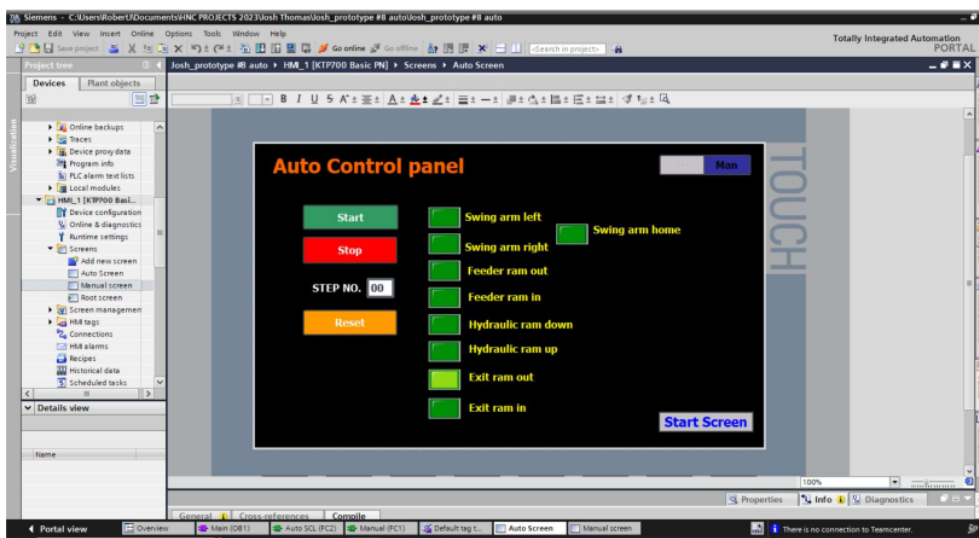 Siemens - C:\Users\RobertJ\Documents\HNC PROJECTS 2023\Josh Thomas\Josh_prototype #8 auto\Josh_prototype #8 auto
Project Edit View Insert Online Options Tools Window Help
Totally Integrated Automation
PORTAL
Save project
Go online
Go offline
<Search in project>
Project tree
Josh_prototype #8 auto HMI_1 [KTP700 Basic PN] Screens Auto Screen
Devices
Plant objects
B I U S A
Visualization
Online backups
Traces
Device proxy data
Program info
PLC alarm text lists
Local modules
HMI_1 [KTP700 Basi...
Device configuration
Online & diagnostics
Runtime settings
Screens
Add new screen
Auto Screen
Manual screen
Root screen
Screen managemen
HMI tags
Connections
HMI alarms
Recipes
Historical data
Scheduled tasks
Details view
Name
Auto Control panel
Man
TOUCH
Start
Stop
STEP NO. 00
Reset
Swing arm left
Swing arm home
Swing arm right
Feeder ram out
Feeder ram in
Hydraulic ram down
Hydraulic ram up
Exit ram out
Exit ram in
Start Screen
100%
Properties
Info
Diagnostics
General
Cross-references
Compile
Portal view
Overview
Main (OB1)
Auto SCL (FC2)
Manual (FC1)
Default tag t...
Auto Screen
Manual screen
There is no connection to Teamcenter.